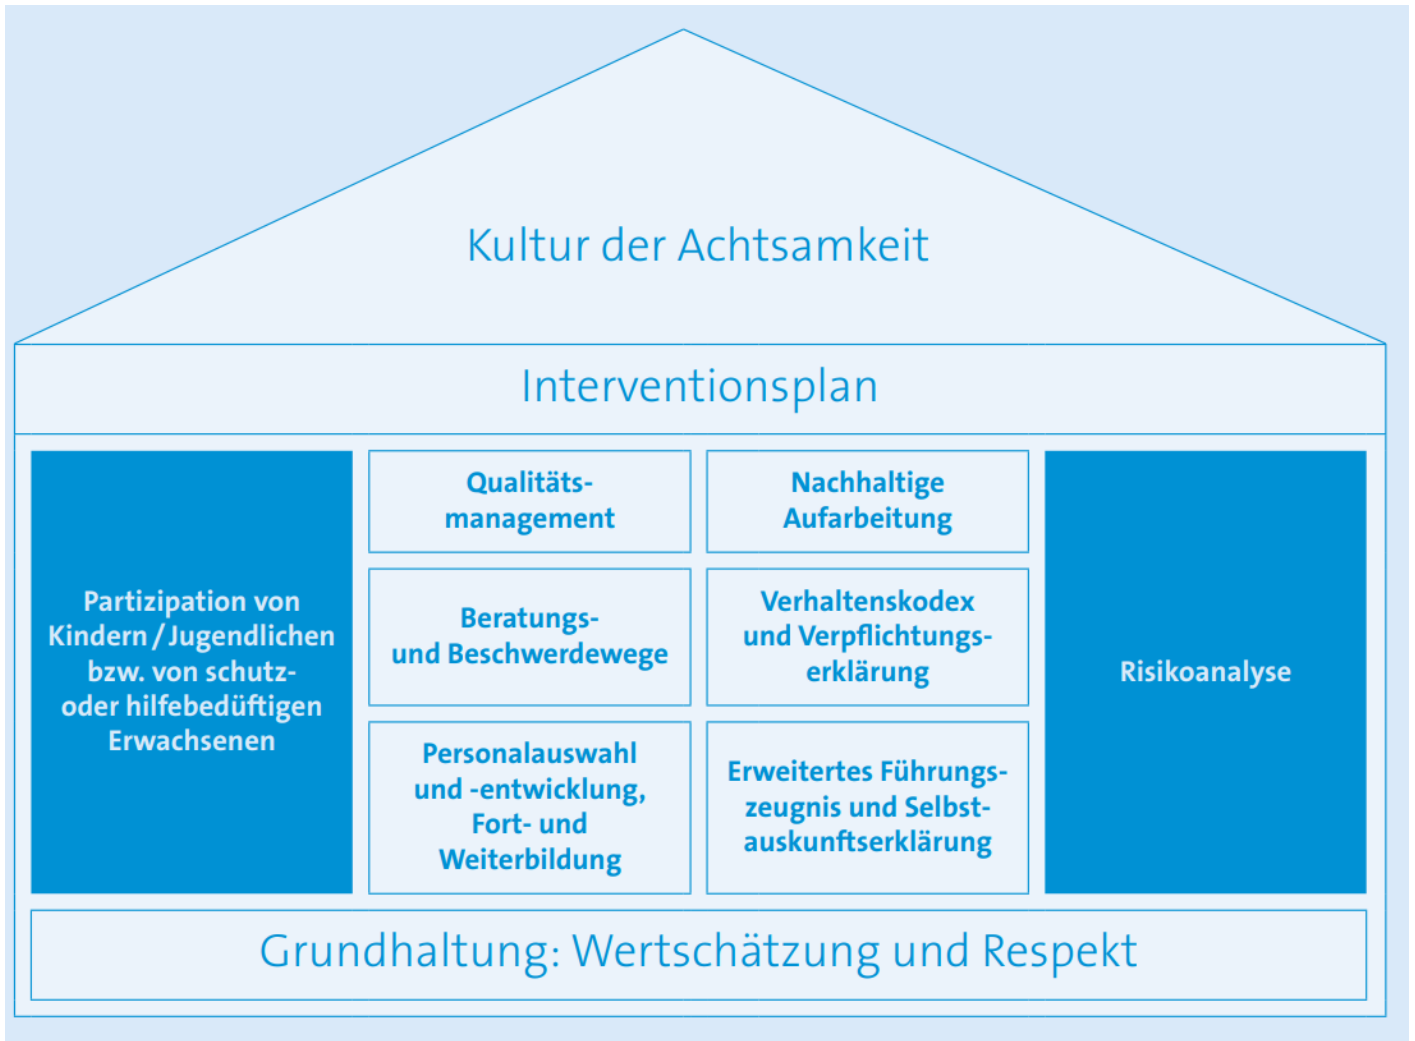 Kultur der Achtsamkeit
Interventionsplan
Partizipation von
Kindern / Jugendlichen
bzw. von schutz-
oder hilfebedüftigen
Erwachsenen
Qualitäts-
management
Nachhaltige
Aufarbeitung
Beratungs-
und Beschwerdewege
Verhaltenskodex
und Verpflichtungs-
erklärung
Personalauswahl
und -entwicklung,
Fort- und
Weiterbildung
Erweitertes Führungs-
zeugnis und Selbst-
auskunftserklärung
Risikoanalyse
Grundhaltung: Wertschätzung und Respekt